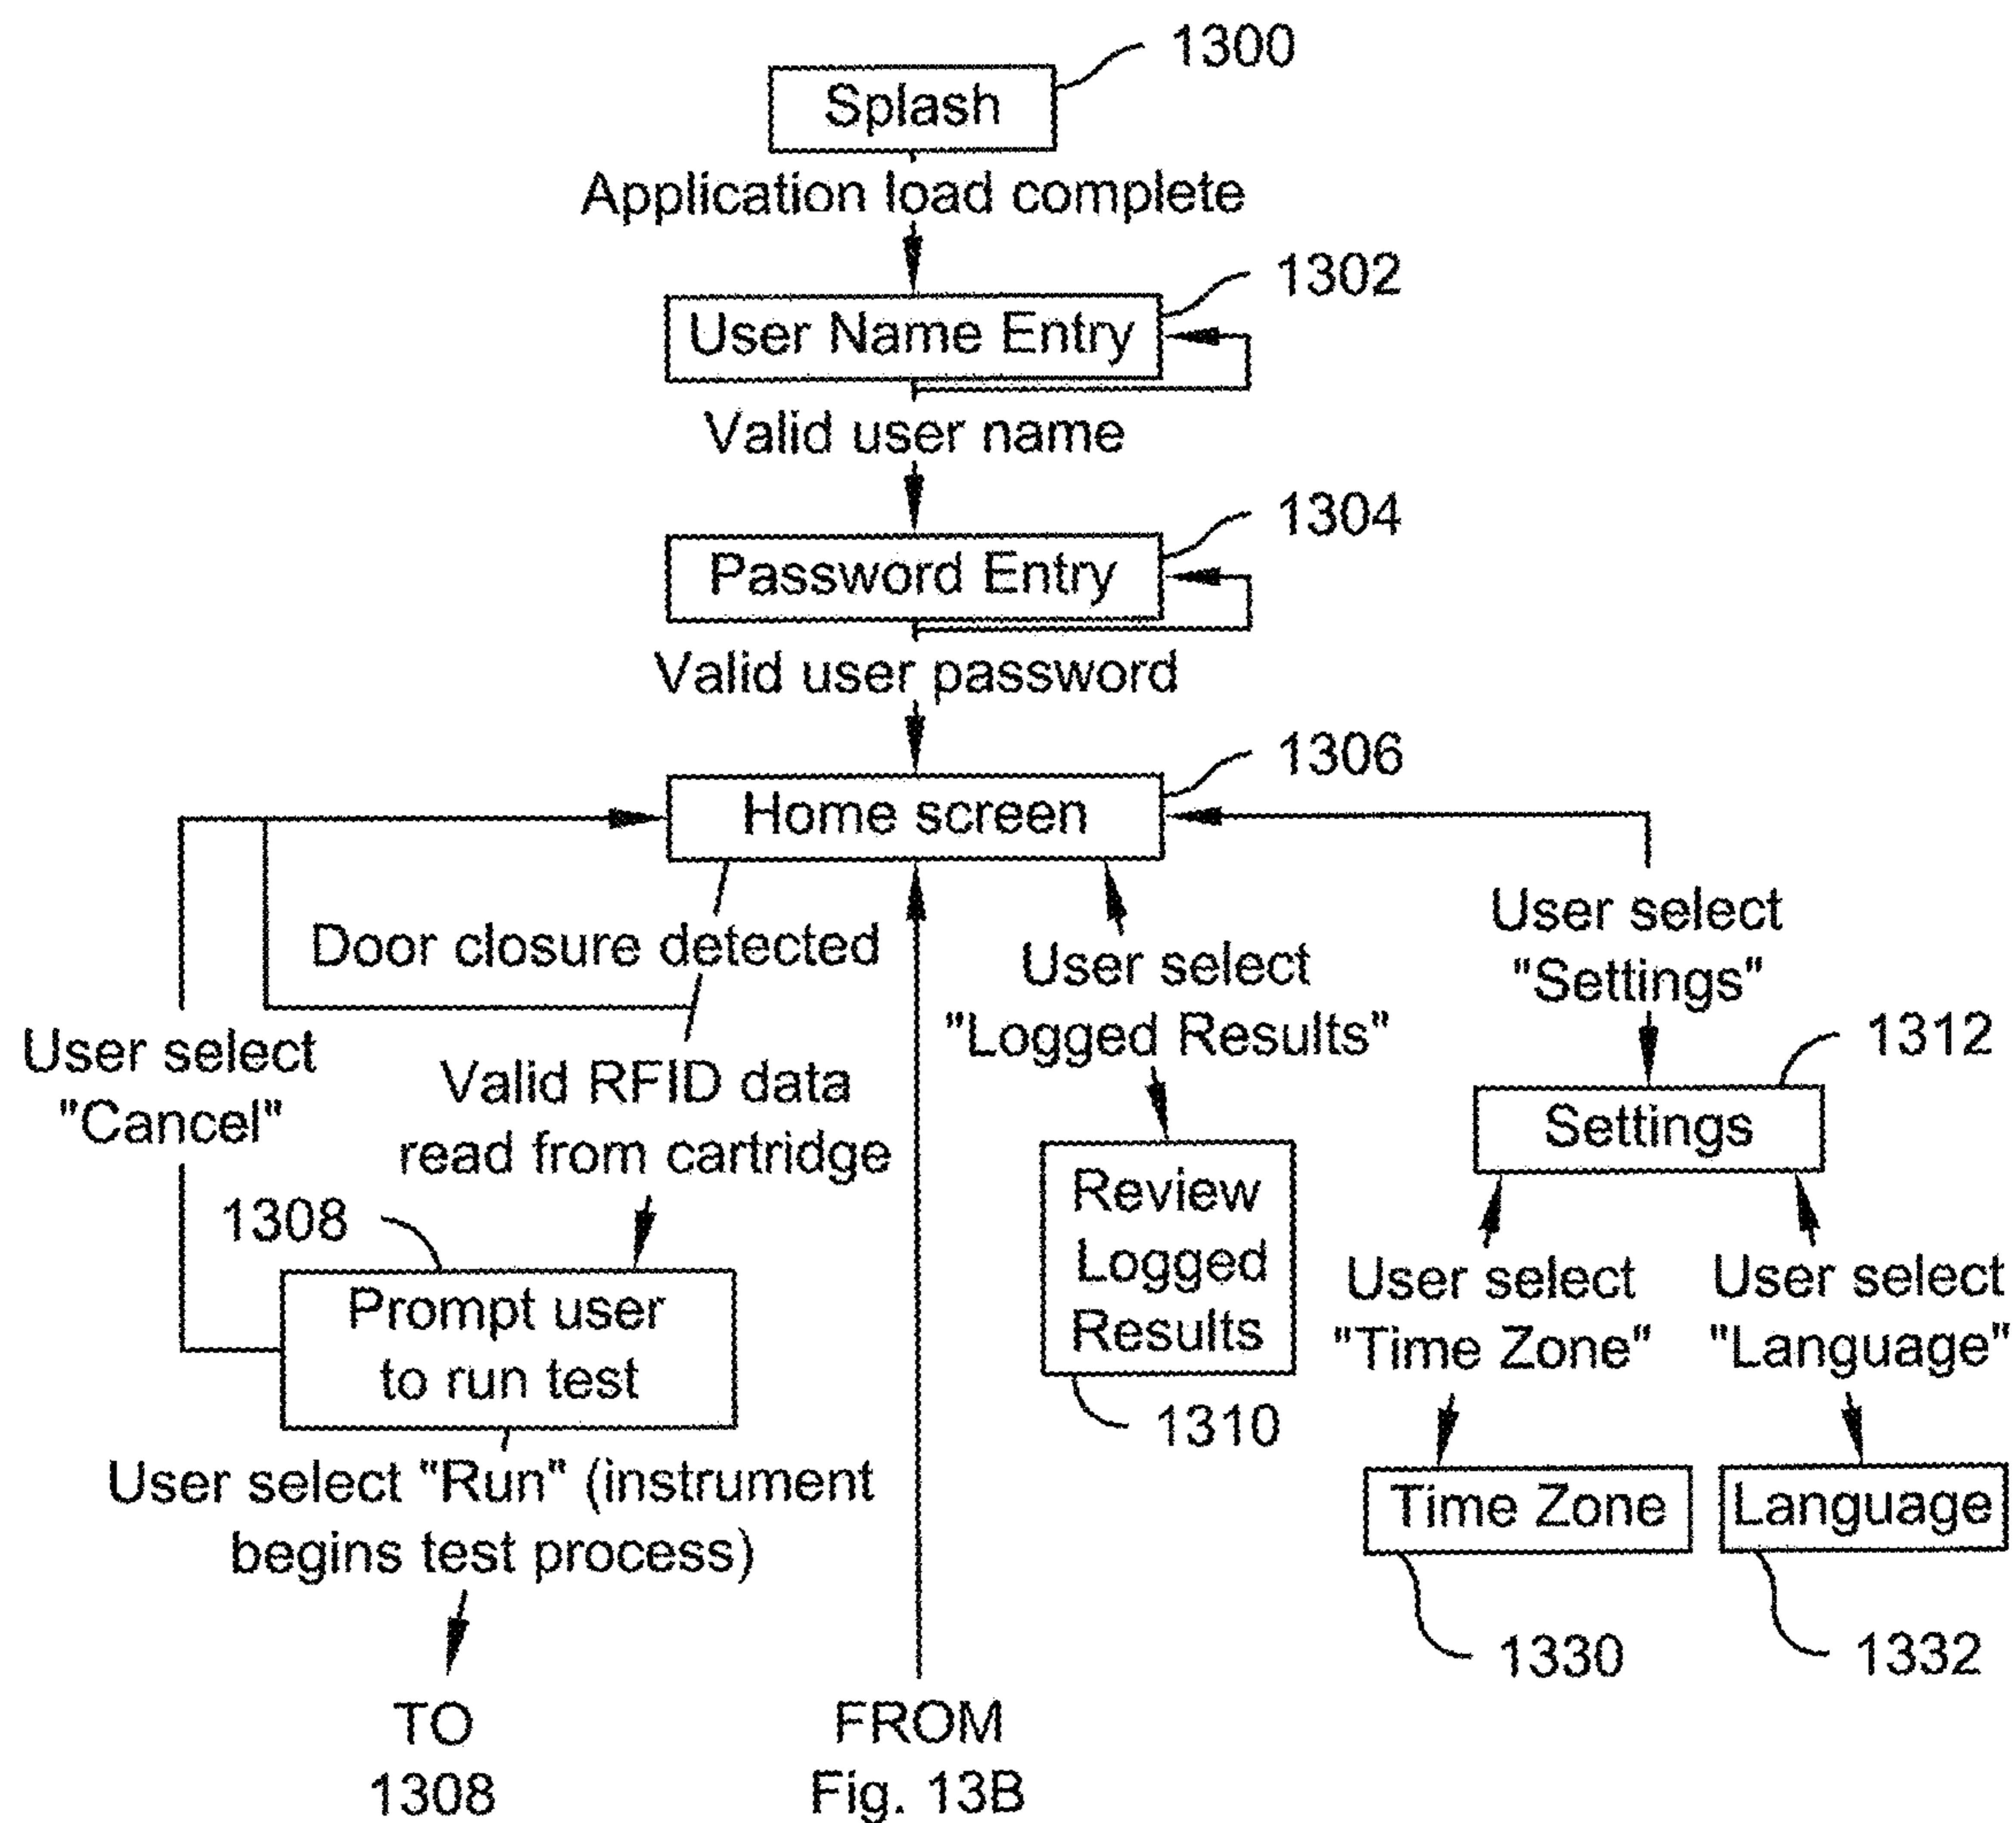 1300
Splash
Application load complete
1302
User Name Entry
Valid user name
1304
Password Entry
Valid user password
1306
Home screen
Door closure detected
User select
"Cancel"
Valid RFID data
read from cartridge
User select
"Logged Results"
User select
"Settings"
1312
Settings
1308
Prompt user
to run test
Review
Logged
Results
1310
User select
"Time Zone"
User select
"Language"
Time Zone
1330
Language
1332
User select "Run" (instrument
begins test process)
TO
1308
FROM
Fig. 13B